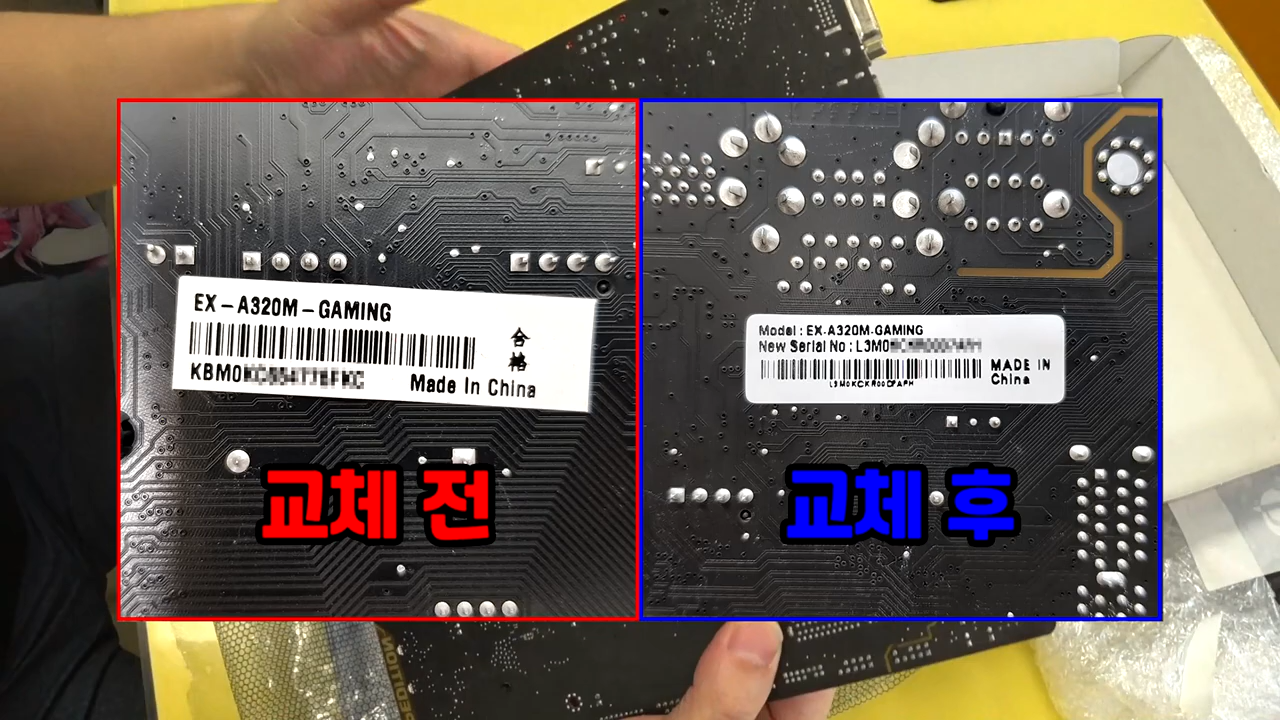 EX-A320M-GAMING
合
格
KBM0
Made In China
Model : EX-A320M-GAMING
New Serial No : L3M0
MADE IN
China
교체 전
교체 후